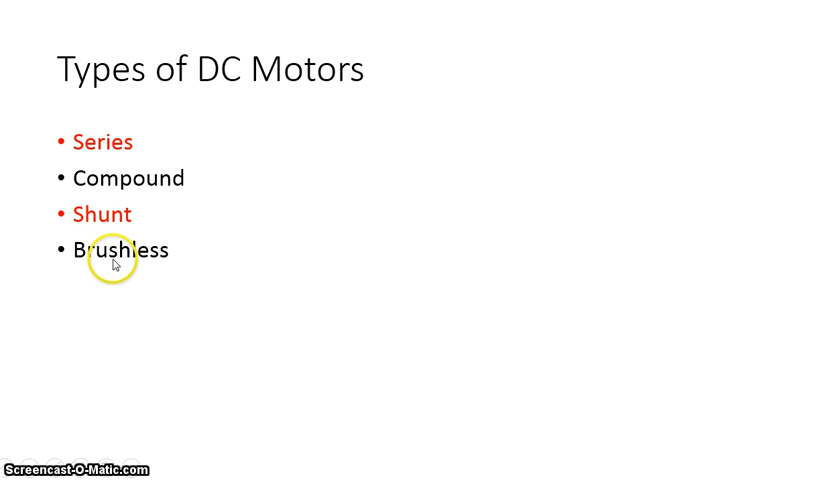 Types of DC Motors
• Series
• Compound
• Shunt
• Brushless
Screencast-O-Matic.com